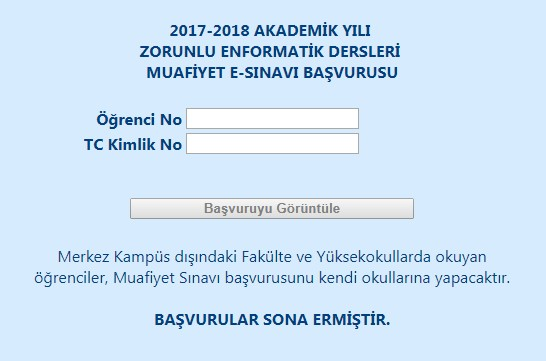 2017-2018 AKADEMİK YILI
ZORUNLU ENFORMATİK DERSLERİ
MUAFİYET E-SINAVI BAŞVURUSU
Öğrenci No
TC Kimlik No
Başvuruyu Görüntüle
Merkez Kampüs dışındaki Fakülte ve Yüksekokullarda okuyan
öğrenciler, Muafiyet Sınavı başvurusunu kendi okullarına yapacaktır.
BAŞVURULAR SONA ERMİŞTİR.